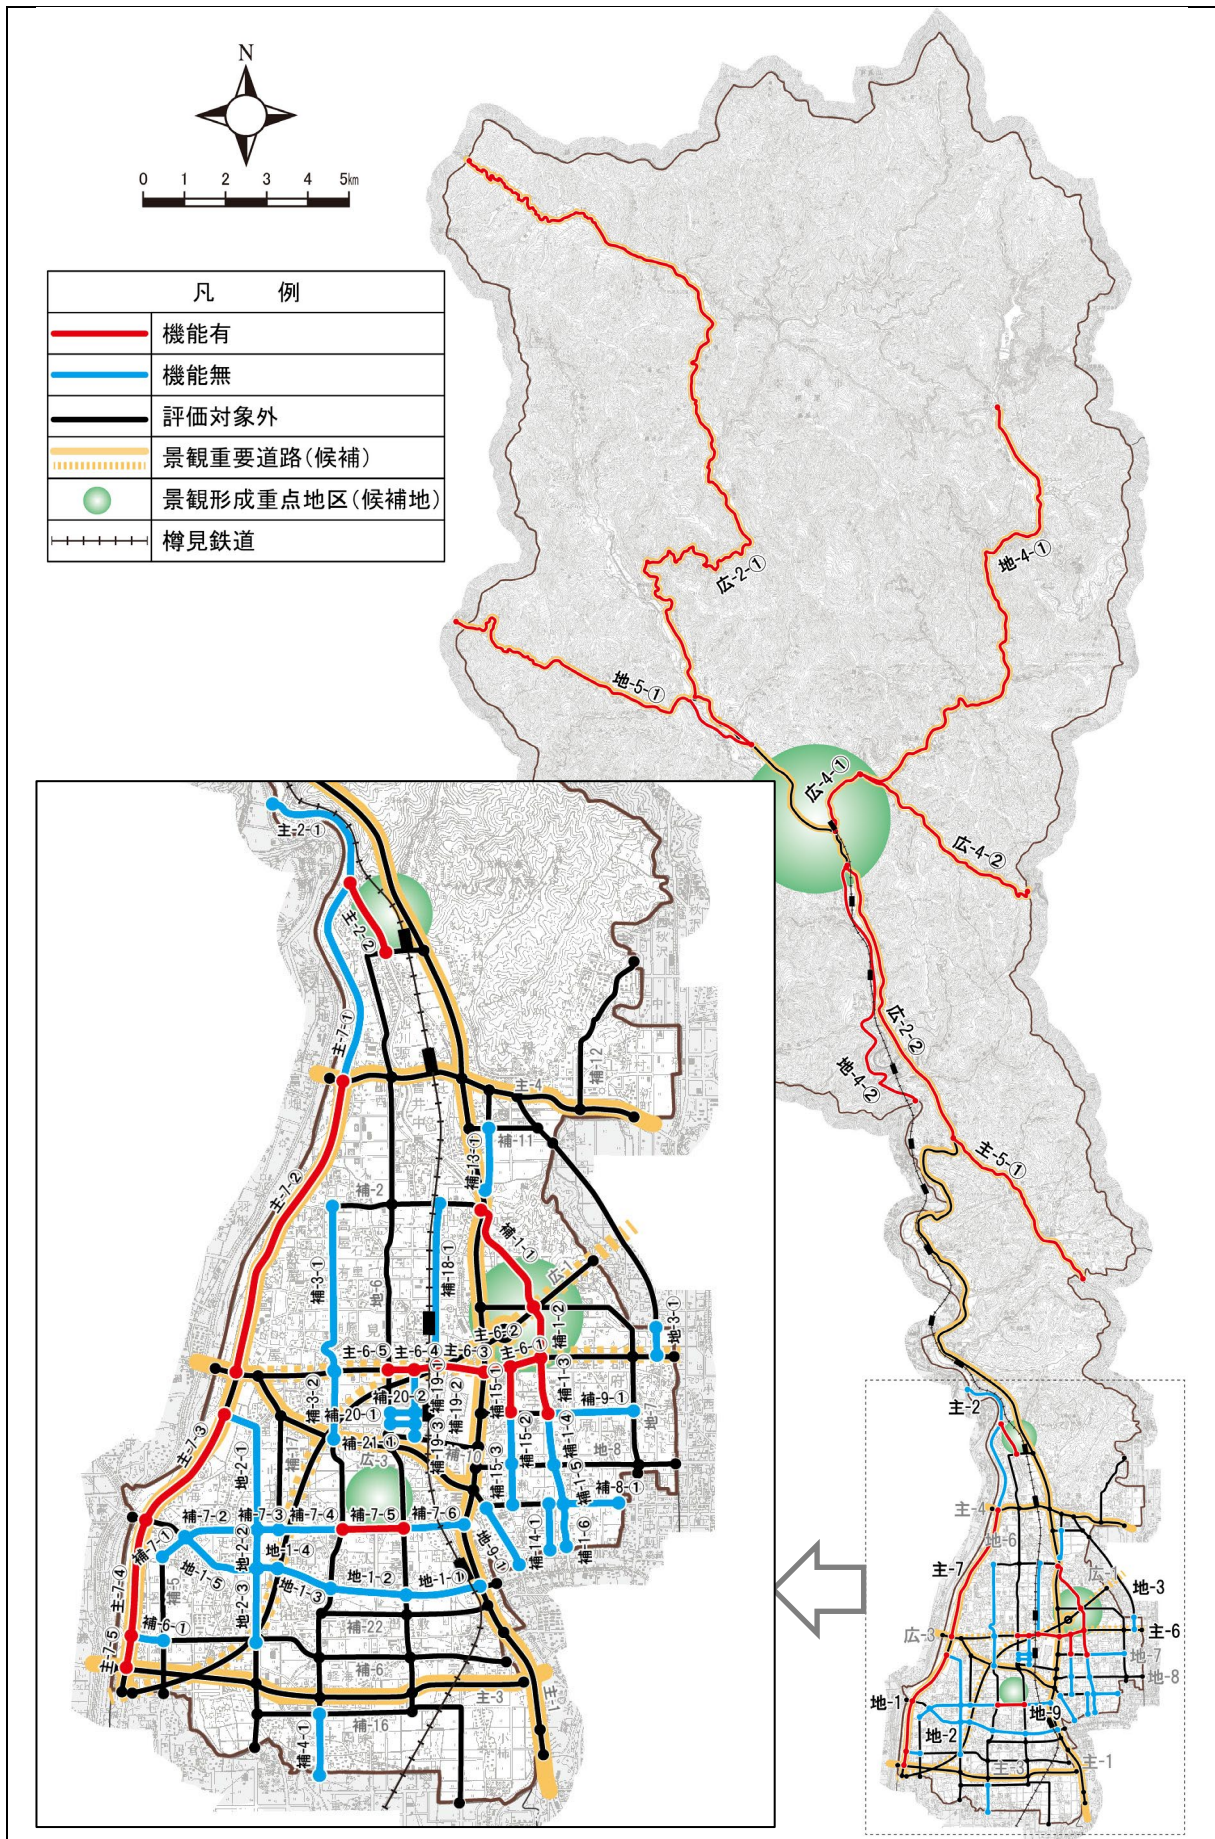 N
0 1 2 3 4 5km
凡 例
機能有
機能無
評価対象外
景観重要道路(候補)
景観形成重点地区(候補地)
樽見鉄道
広-2-①
地-4-①
地-5-①
広-4-①
広-4-②
広-2-②
地-4-②
主-5-①
主-2-①
主-2-②
主-7-①
主-4
補-12
補-11
補-13-①
主-7-②
補-2
補-1-①
補-3-①
補-18-①
地-6
広-1
主-6-②
補-1-②
地-3-①
主-6-⑤
主-6-④
主-6-③
主-6-①
補-3-②
補-20-②
補-19-①
補-19-②
補-15-①
補-1-③
補-9-①
補-20-①
主-7-③
地-2-①
補-17
補-21-①
補-19-③
広-3
補-10
補-15-③
補-15-②
補-1-④
補-1-⑤
地-7
地-8
補-8-①
補-7-②
補-7-③
補-7-④
補-7-⑤
補-7-⑥
補-7-①
地-2-②
地-1-④
地-9-①
補-14-①
補-1-⑥
主-7-④
地-1-⑤
補-5
地-1-③
地-1-②
地-1-①
地-2-③
補-6-①
補-22
主-7-⑤
補-6
主-3
主-1
補-16
補-4-①
主-2
主-4
地-6
主-7
広-1
地-3
広-3
主-6
地-7
地-8
地-1
地-9
地-2
主-3
主-1